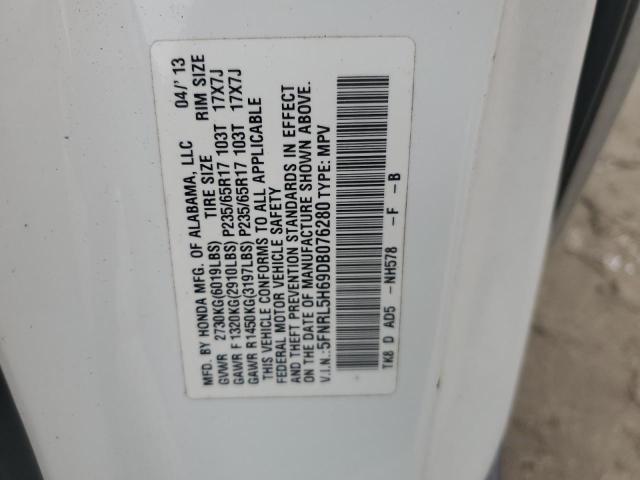 MFD. BY HONDA MFG. OF ALABAMA, LLC 04/'13
GVWR 2730KG(6019LBS) TIRE SIZE RIM SIZE
GAWR F 1320KG(2910LBS) P235/65R17 103T 17X7J
GAWR R1450KG(3197LBS) P235/65R17 103T 17X7J
THIS VEHICLE CONFORMS TO ALL APPLICABLE
FEDERAL MOTOR VEHICLE SAFETY
AND THEFT PREVENTION STANDARDS IN EFFECT
ON THE DATE OF MANUFACTURE SHOWN ABOVE.
V.I.N.:5FNRL5H69DB076280 TYPE: MPV
TK8 D AD5 -NH578 -F -B